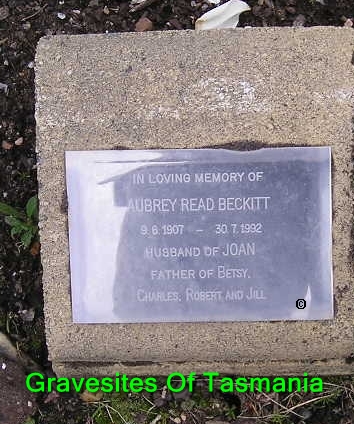 IN LOVING MEMORY OF
AUBREY READ BECKITT
9.6.1907 – 30.7.1992
HUSBAND OF JOAN
FATHER OF BETSY,
CHARLES, ROBERT AND JILL
©
Gravesites Of Tasmania